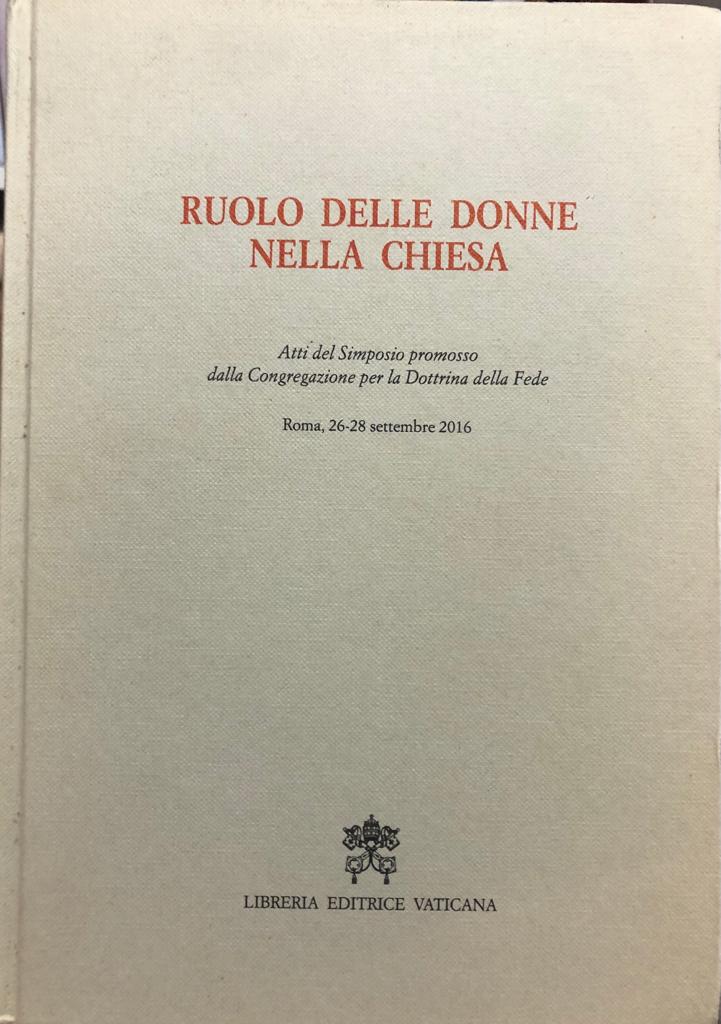 RUOLO DELLE DONNE
NELLA CHIESA
Atti del Simposio promosso
dalla Congregazione per la Dottrina della Fede
Roma, 26-28 settembre 2016
LIBRERIA EDITRICE VATICANA